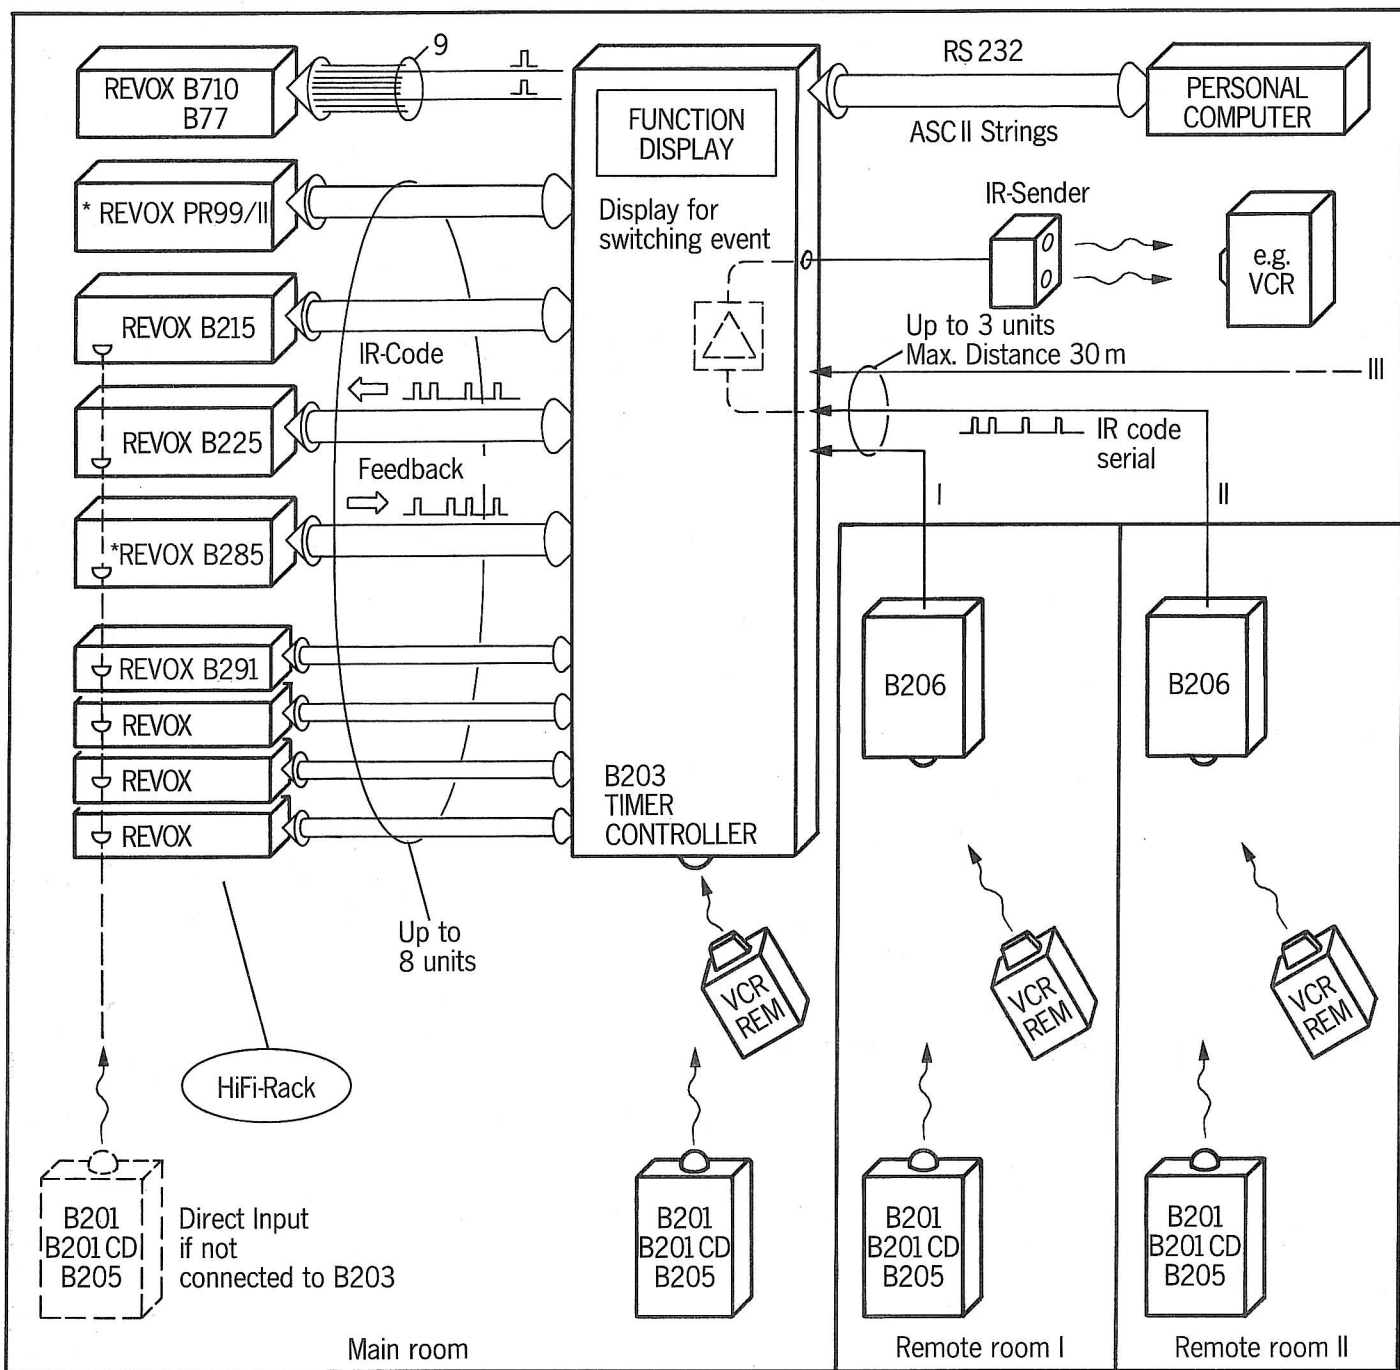 9
REVOX B710
B77
* REVOX PR99/II
REVOX B215
REVOX B225
*REVOX B285
REVOX B291
REVOX
REVOX
REVOX
IR-Code
Feedback
Up to
8 units
HiFi-Rack
FUNCTION
DISPLAY
Display for
switching event
B203
TIMER
CONTROLLER
RS 232
ASCII Strings
PERSONAL
COMPUTER
IR-Sender
e.g.
VCR
Up to 3 units
Max. Distance 30 m
III
IR code
serial
I
II
B206
B206
VCR
REM
VCR
REM
VCR
REM
B201
B201 CD
B205
Direct Input
if not
connected to B203
B201
B201 CD
B205
B201
B201 CD
B205
B201
B201 CD
B205
Main room
Remote room I
Remote room II